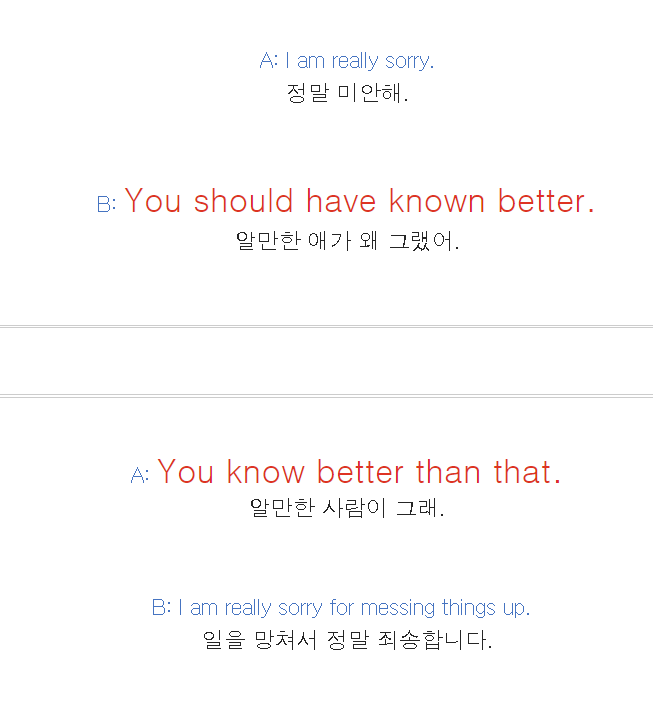 A: I am really sorry.
정말 미안해.
B: You should have known better.
알만한 애가 왜 그랬어.
A: You know better than that.
알만한 사람이 그래.
B: I am really sorry for messing things up.
일을 망쳐서 정말 죄송합니다.